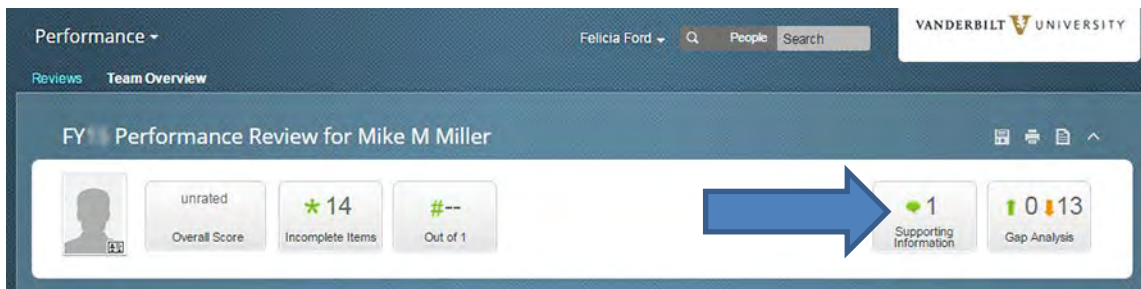 Performance
Felicia Ford
People
Search
VANDERBILT UNIVERSITY
Reviews
Team Overview
FY Performance Review for Mike M Miller
unrated
Overall Score
* 14
Incomplete Items
#--
Out of 1
1
Supporting
Information
0 13
Gap Analysis